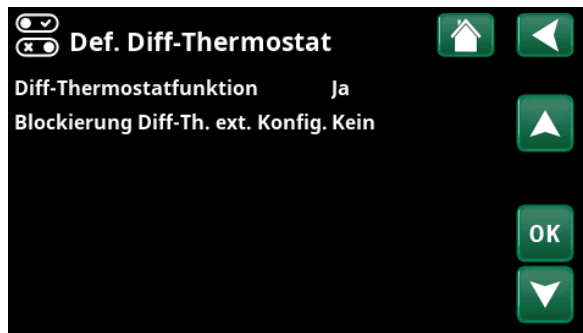 Def. Diff-Thermostat
Diff-Thermostatfunktion Ja
Blockierung Diff-Th. ext. Konfig. Kein
OK